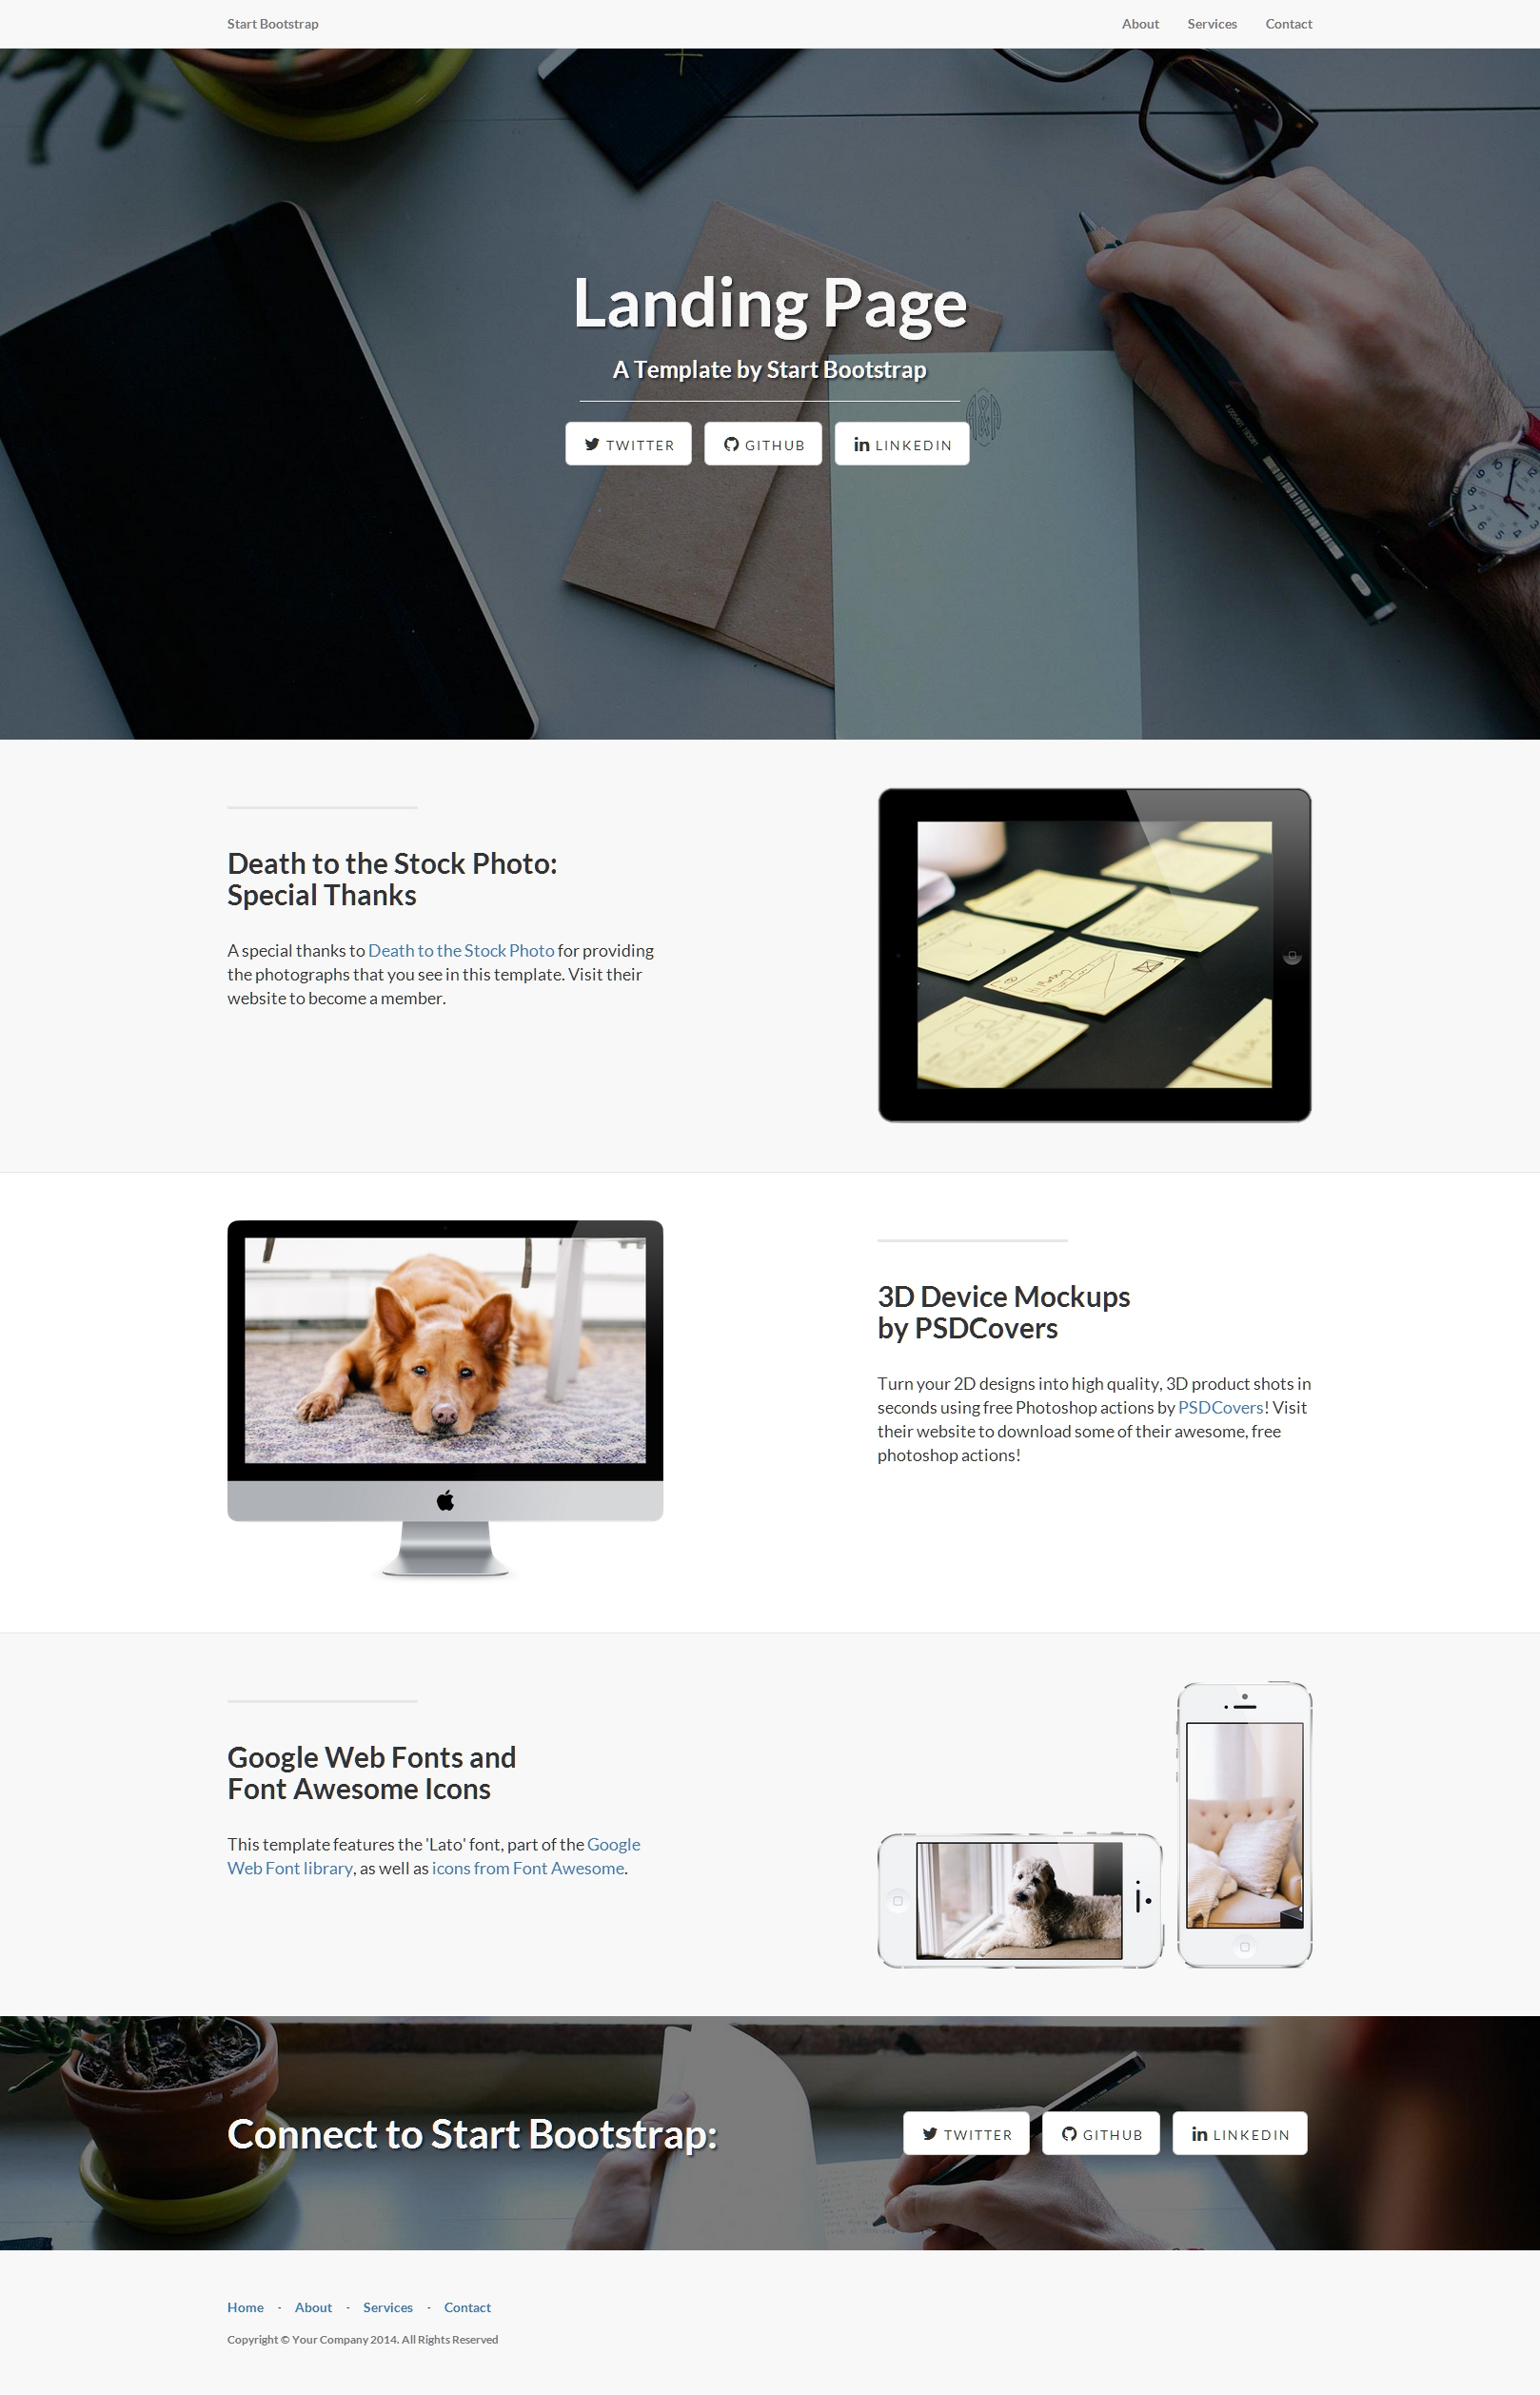 Start Bootstrap
About Services Contact
Landing Page
A Template by Start Bootstrap
TWITTER GITHUB LINKEDIN
Death to the Stock Photo:
Special Thanks
A special thanks to Death to the Stock Photo for providing
the photographs that you see in this template. Visit their
website to become a member.
3D Device Mockups
by PSDCovers
Turn your 2D designs into high quality, 3D product shots in
seconds using free Photoshop actions by PSDCovers! Visit
their website to download some of their awesome, free
photoshop actions!
Google Web Fonts and
Font Awesome Icons
This template features the 'Lato' font, part of the Google
Web Font library, as well as icons from Font Awesome.
Connect to Start Bootstrap:
TWITTER GITHUB LINKEDIN
Home - About - Services - Contact
Copyright © Your Company 2014. All Rights Reserved